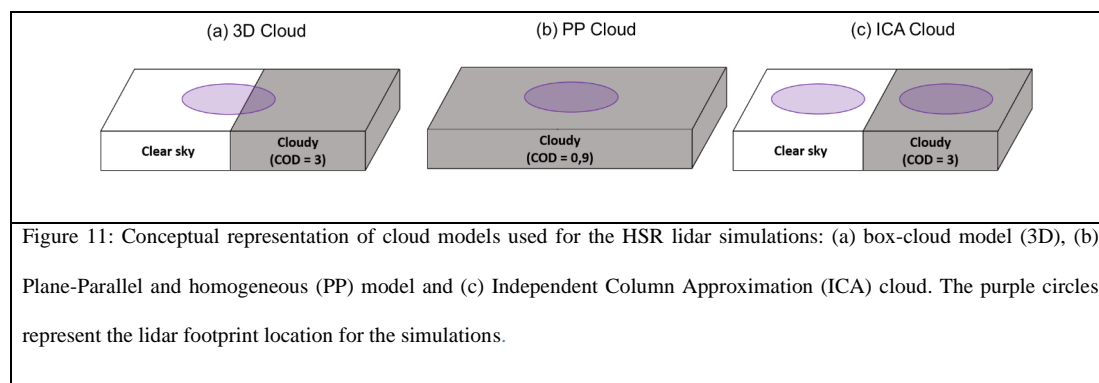 (a) 3D Cloud (b) PP Cloud (c) ICA Cloud
Clear sky Cloudy Cloudy Clear sky Cloudy
(COD = 3) (COD = 0,9) (COD = 3)
Figure 11: Conceptual representation of cloud models used for the HSR lidar simulations: (a) box-cloud model (3D), (b)
Plane-Parallel and homogeneous (PP) model and (c) Independent Column Approximation (ICA) cloud. The purple circles
represent the lidar footprint location for the simulations.